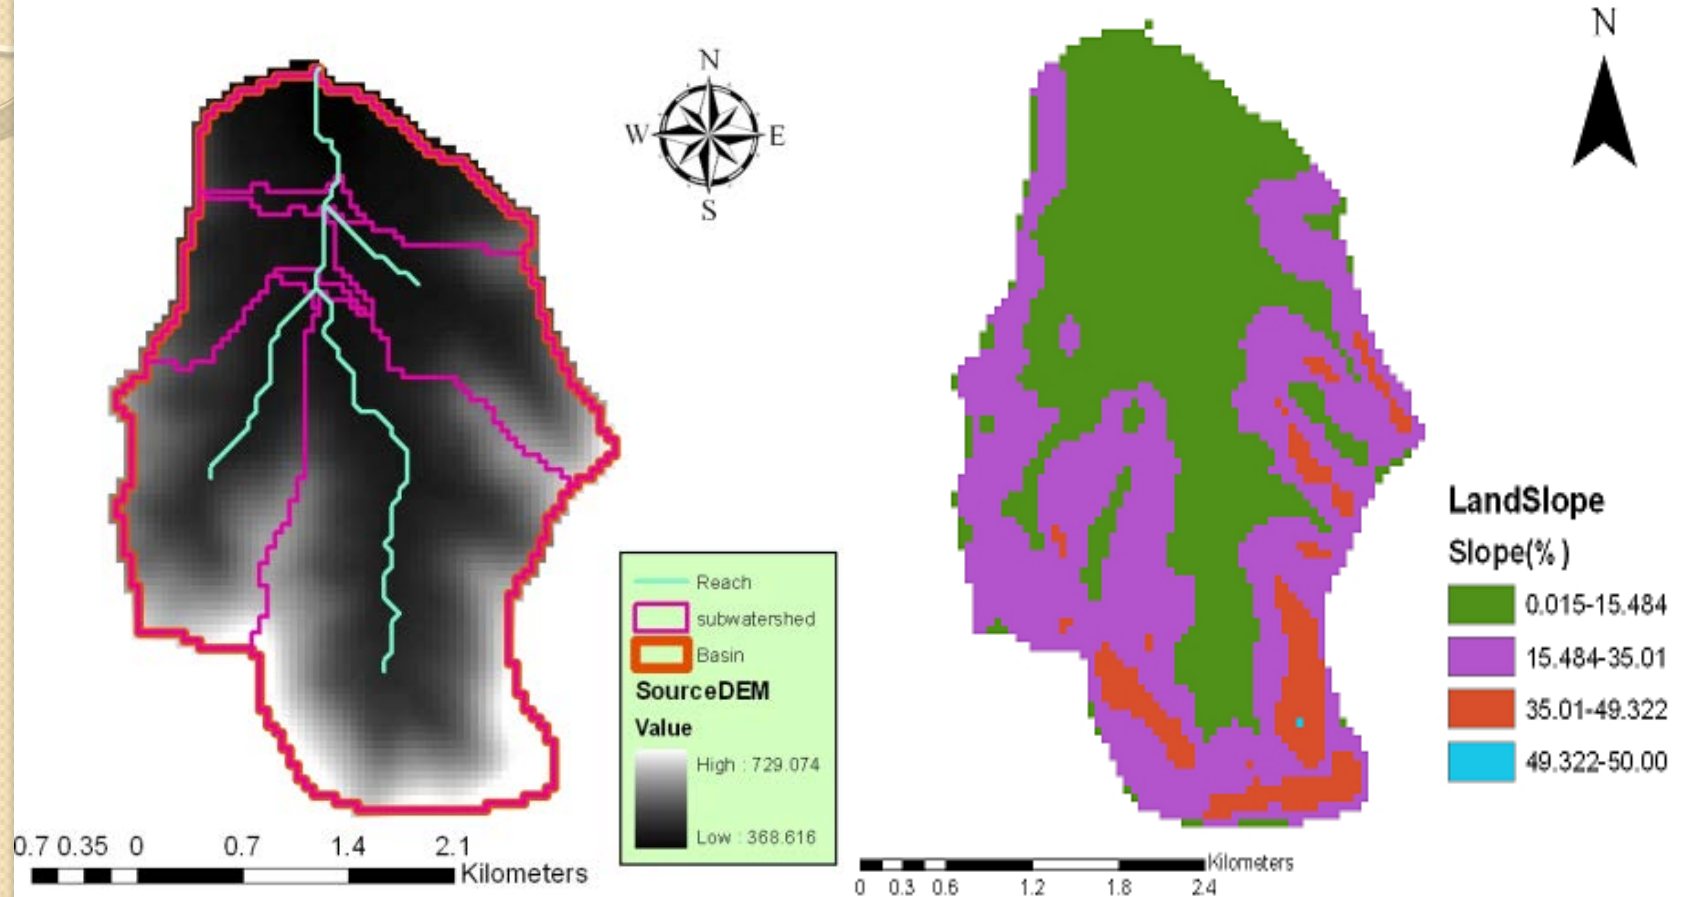 N
W E
S
Reach
subwatershed
Basin
SourceDEM
Value
High : 729.074
Low : 368.616
0.7 0.35 0 0.7 1.4 2.1
Kilometers
N
LandSlope
Slope(%)
0.015-15.484
15.484-35.01
35.01-49.322
49.322-50.00
Kilometers
0 0.3 0.6 1.2 1.8 2.4